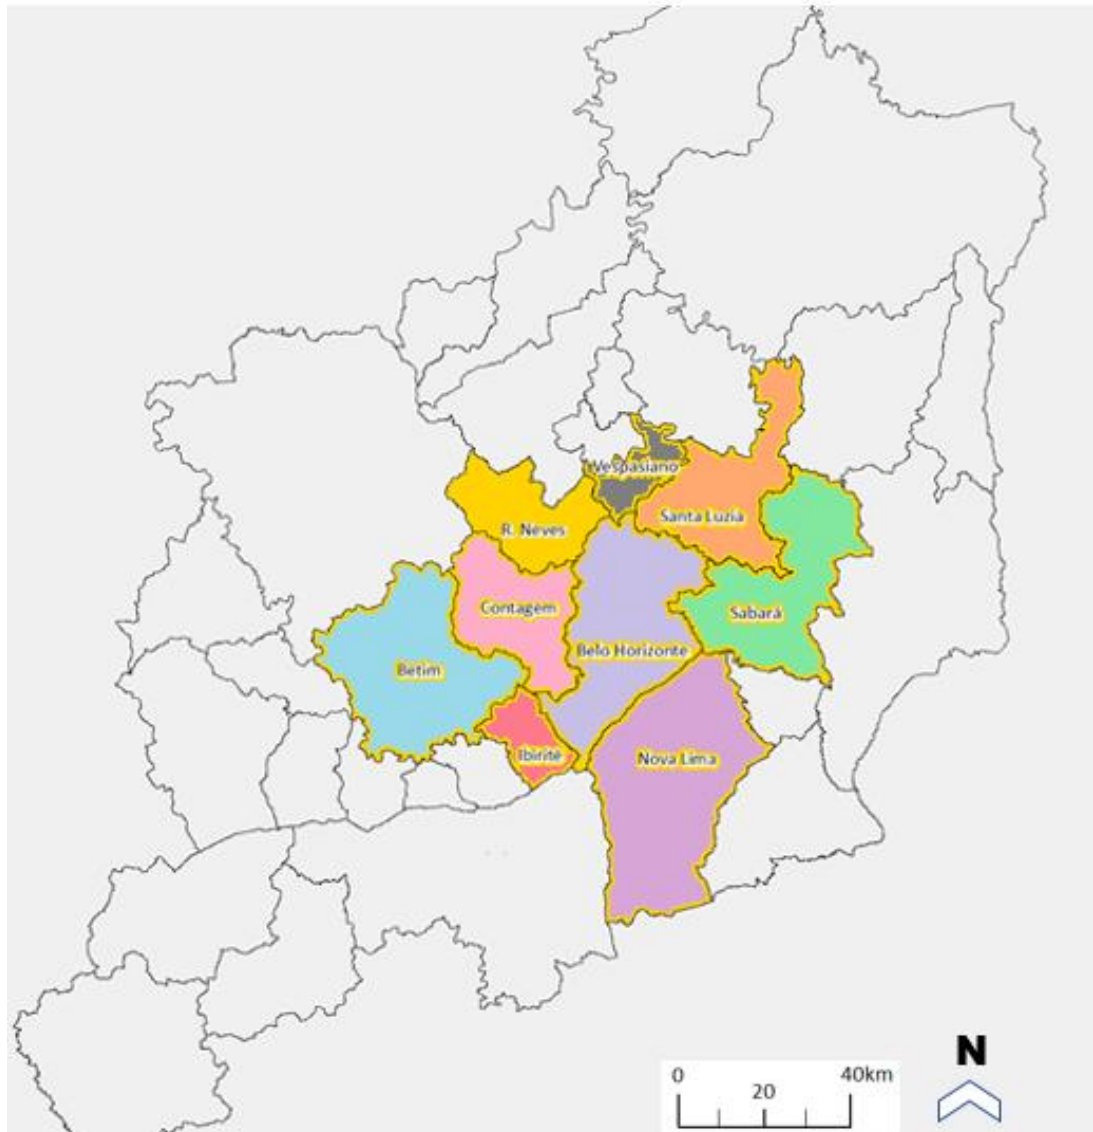 Vespasiano
Santa Luzia
R. Neves
Contagem
Sabará
Belo Horizonte
Betim
Ibirité
Nova Lima
N
0
20
40km